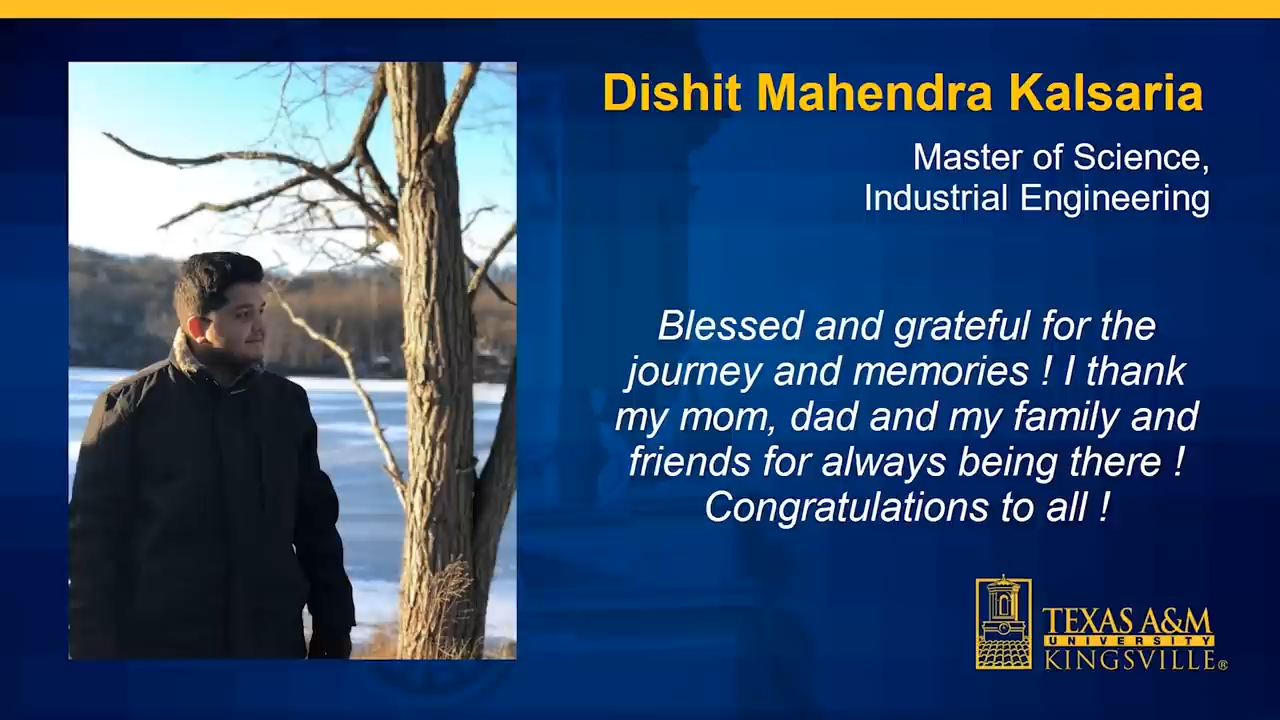 Dishit Mahendra Kalsaria
Master of Science,
Industrial Engineering
Blessed and grateful for the
journey and memories ! I thank
my mom, dad and my family and
friends for always being there !
Congratulations to all !
TEXAS A&M
UNIVERSITY
KINGSVILLE®